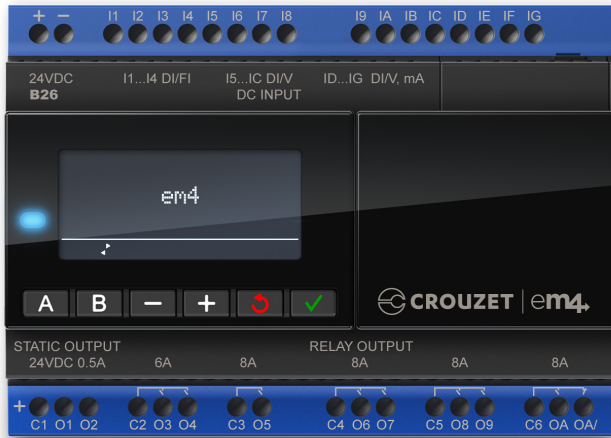 + − I1 I2 I3 I4 I5 I6 I7 I8 I9 IA IB IC ID IE IF IG
24VDC I1...I4 DI/FI I5...IC DI/V ID...IG DI/V, mA
B26 DC INPUT
em4
A B − +
CROUZET | em4
STATIC OUTPUT RELAY OUTPUT
24VDC 0.5A 6A 8A 8A 8A 8A
+ C1 O1 O2 C2 O3 O4 C3 O5 C4 O6 O7 C5 O8 O9 C6 OA OA/